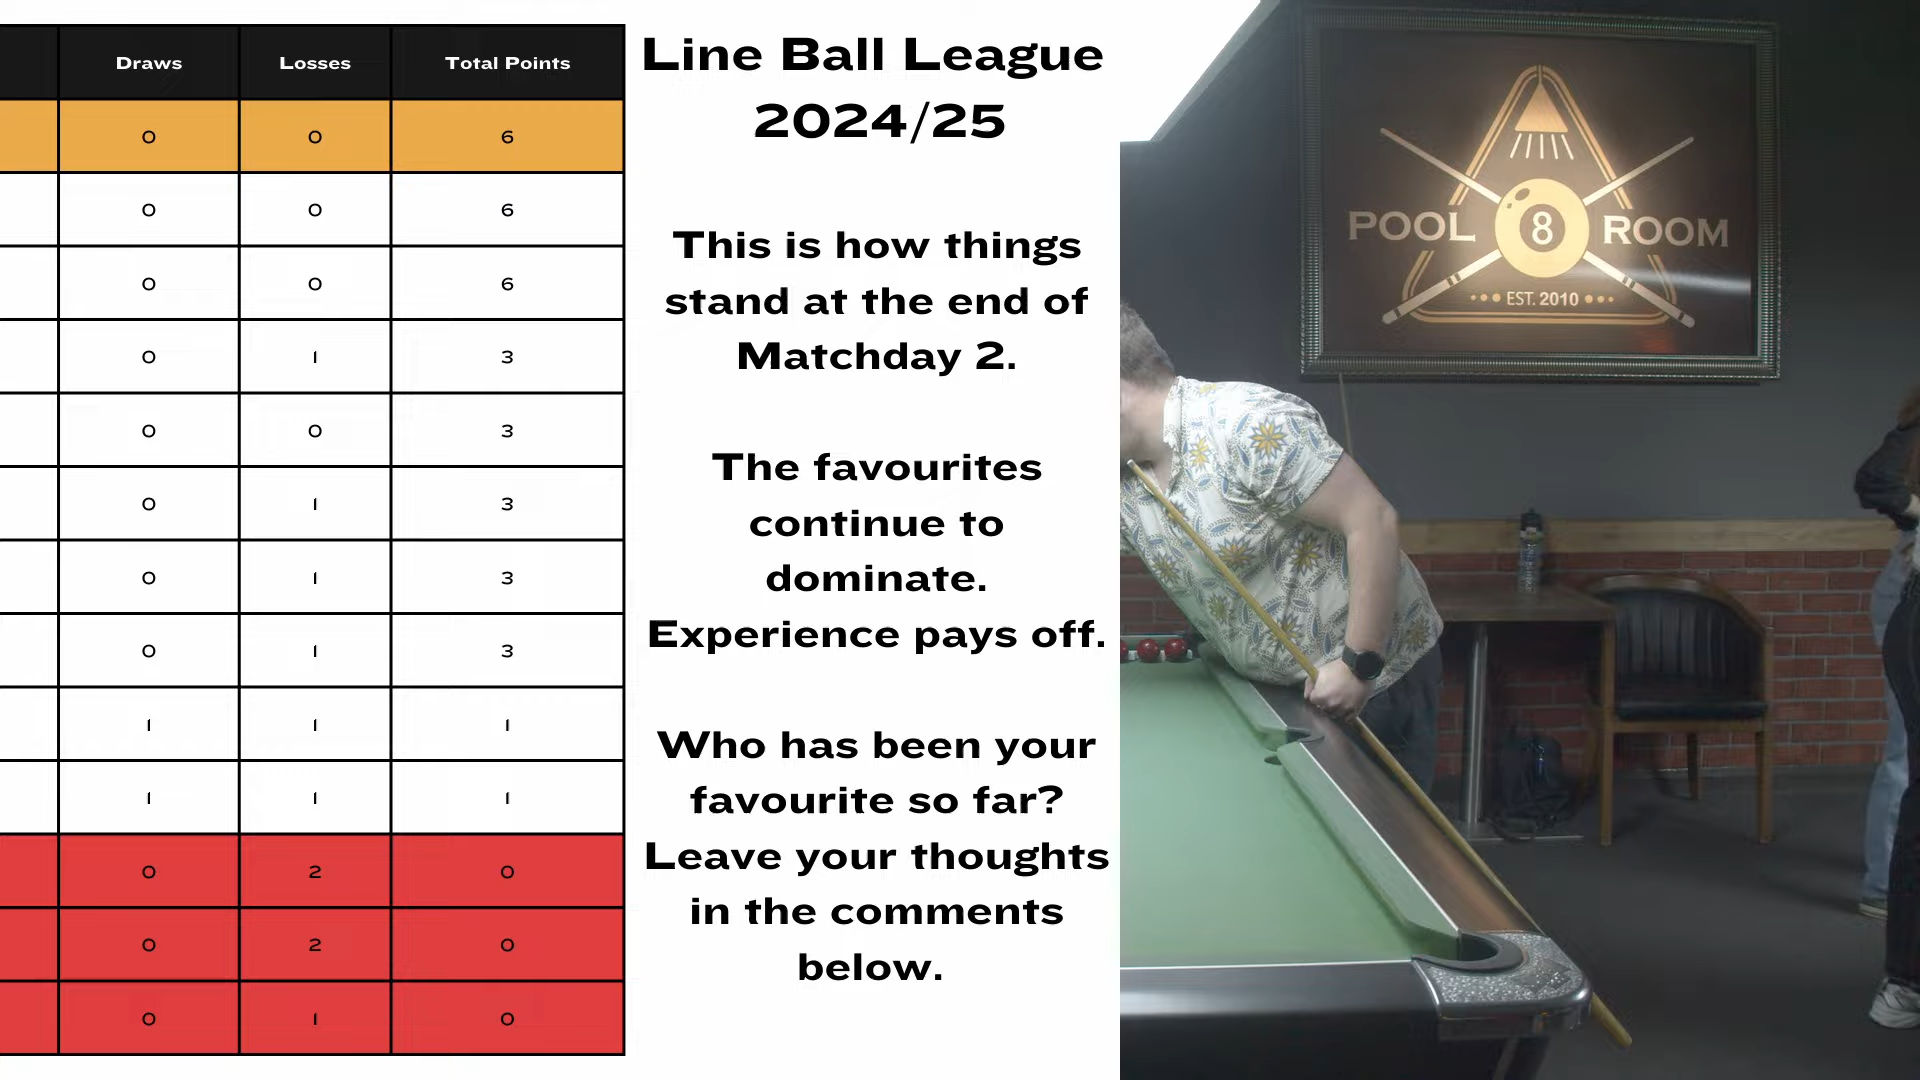 Draws Losses Total Points
0 0 6
0 0 6
0 0 6
0 1 3
0 0 3
0 1 3
0 1 3
0 1 3
1 1 1
1 1 1
0 2 0
0 2 0
0 1 0
Line Ball League
2024/25
This is how things
stand at the end of
Matchday 2.
The favourites
continue to
dominate.
Experience pays off.
Who has been your
favourite so far?
Leave your thoughts
in the comments
below.
POOL 8 ROOM
EST. 2010